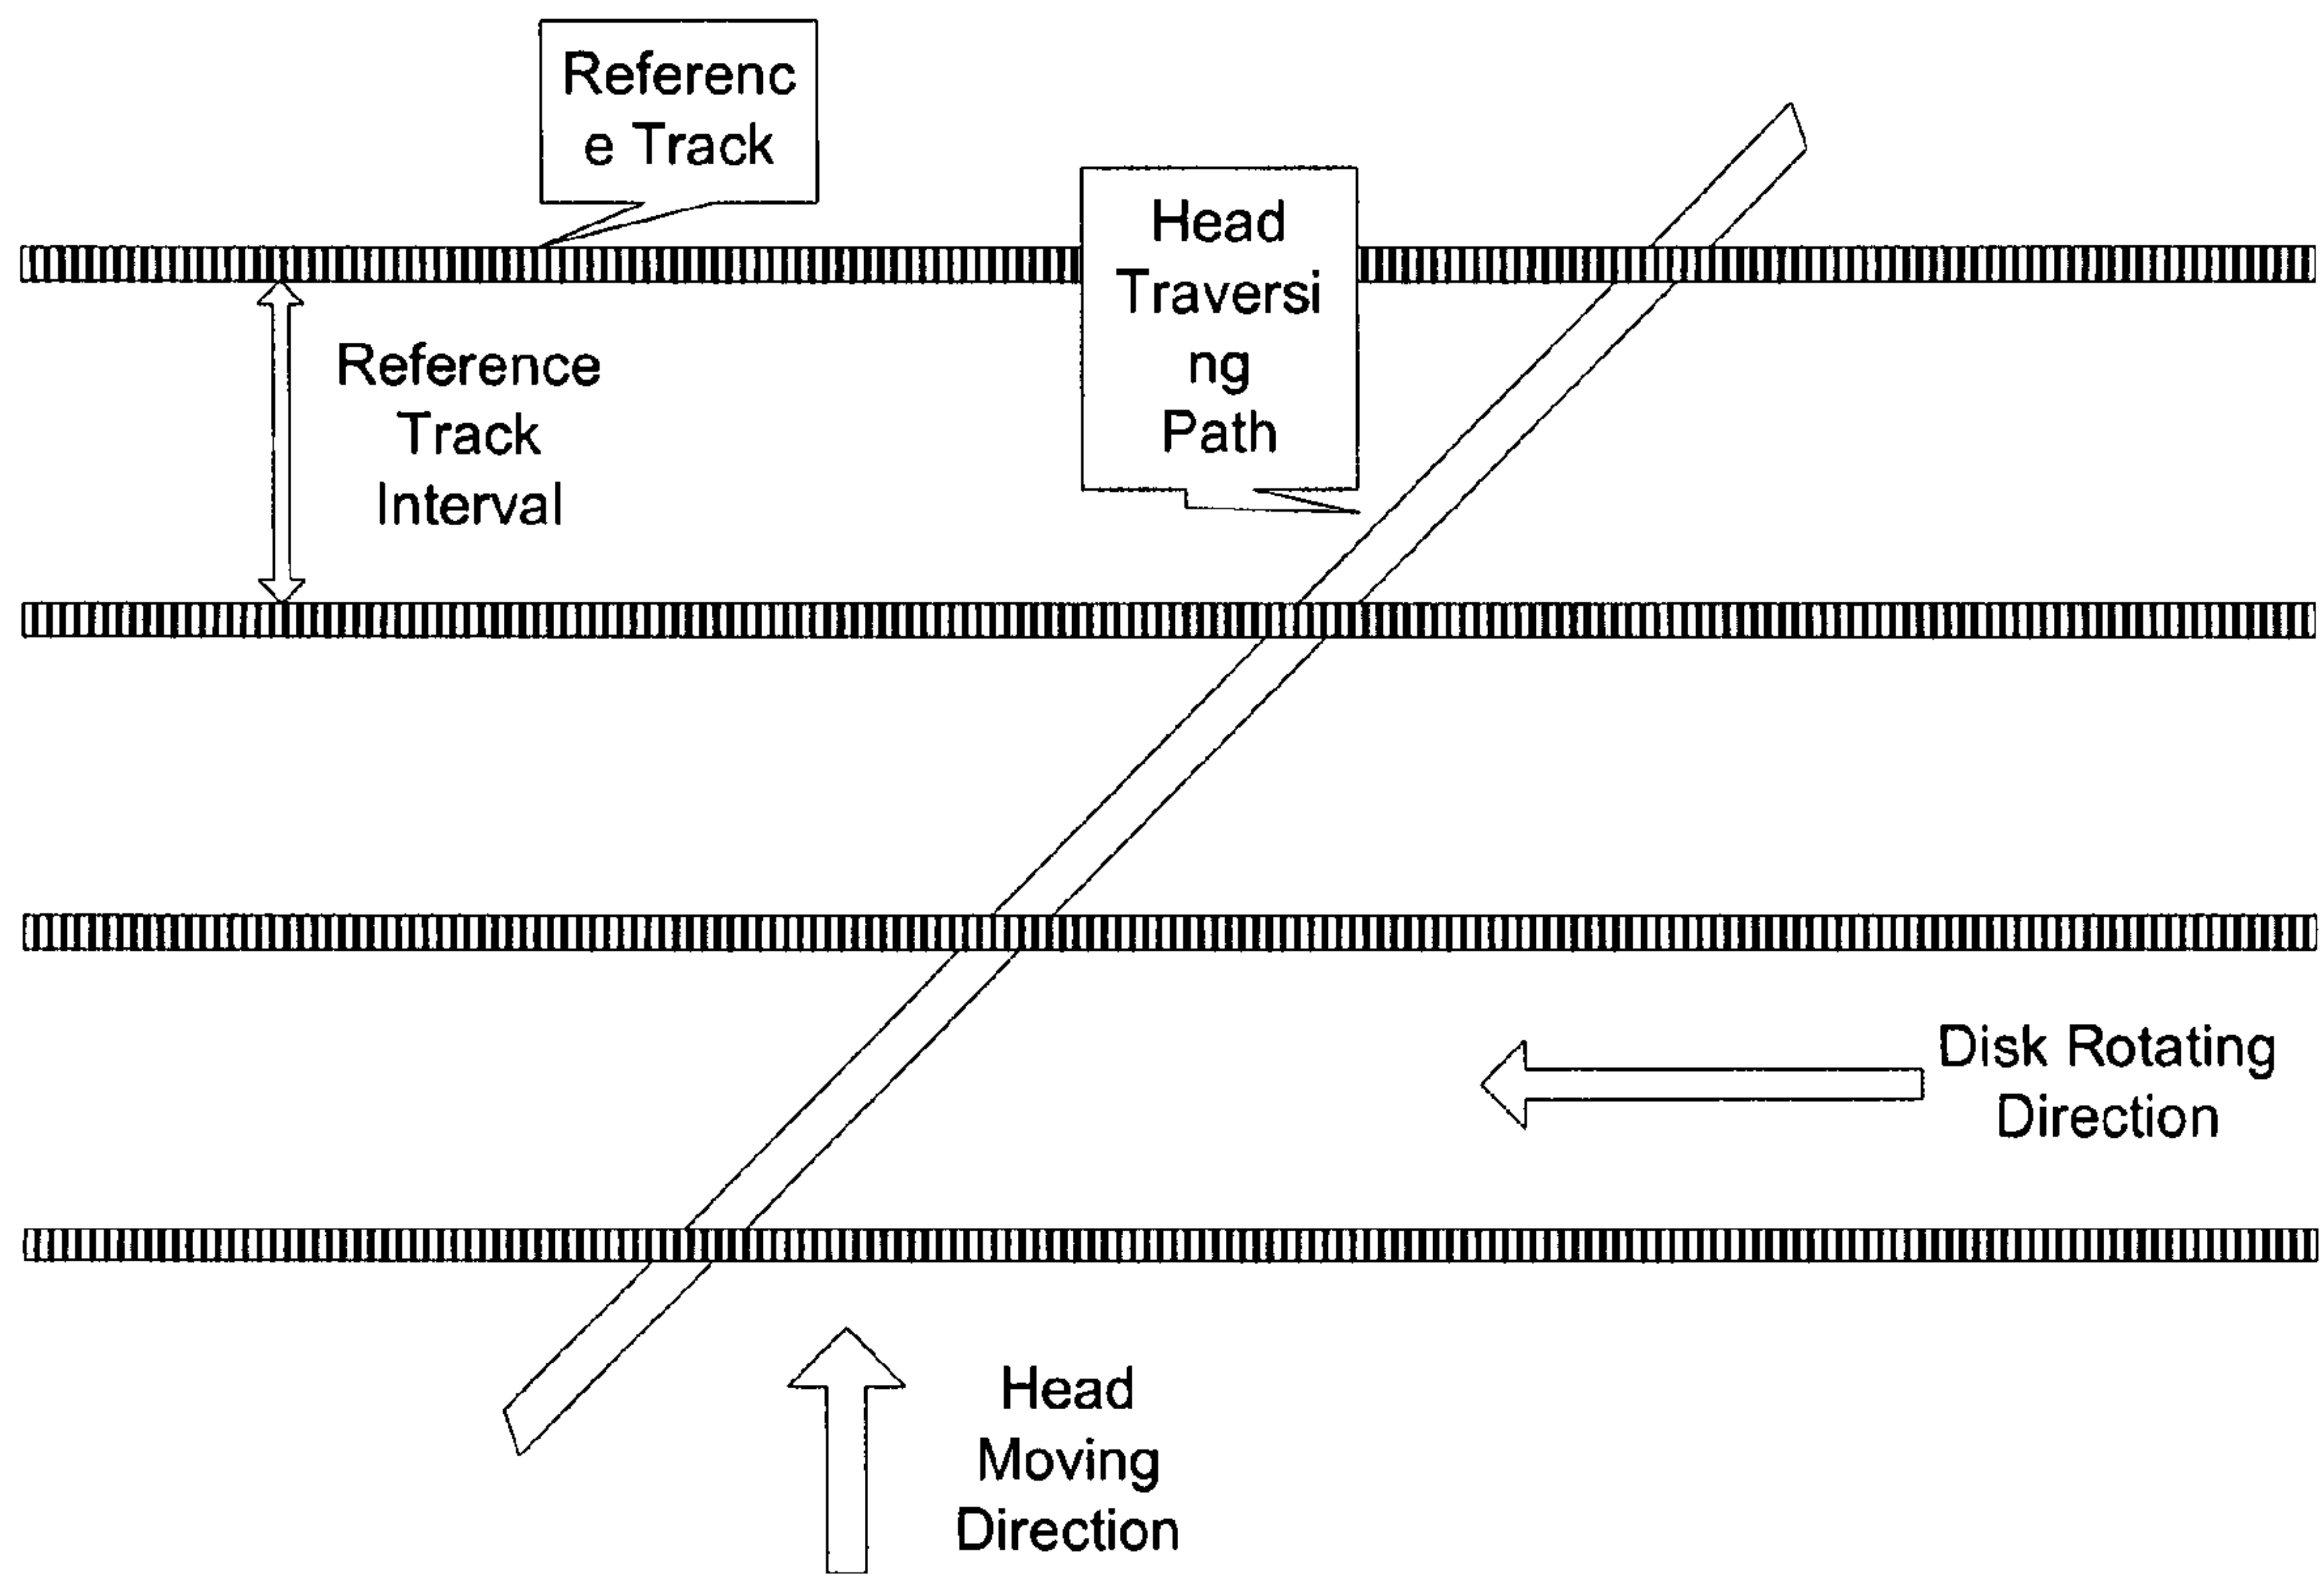 Referenc
e Track
Head
Traversi
ng
Path
Reference
Track
Interval
Disk Rotating
Direction
Head
Moving
Direction